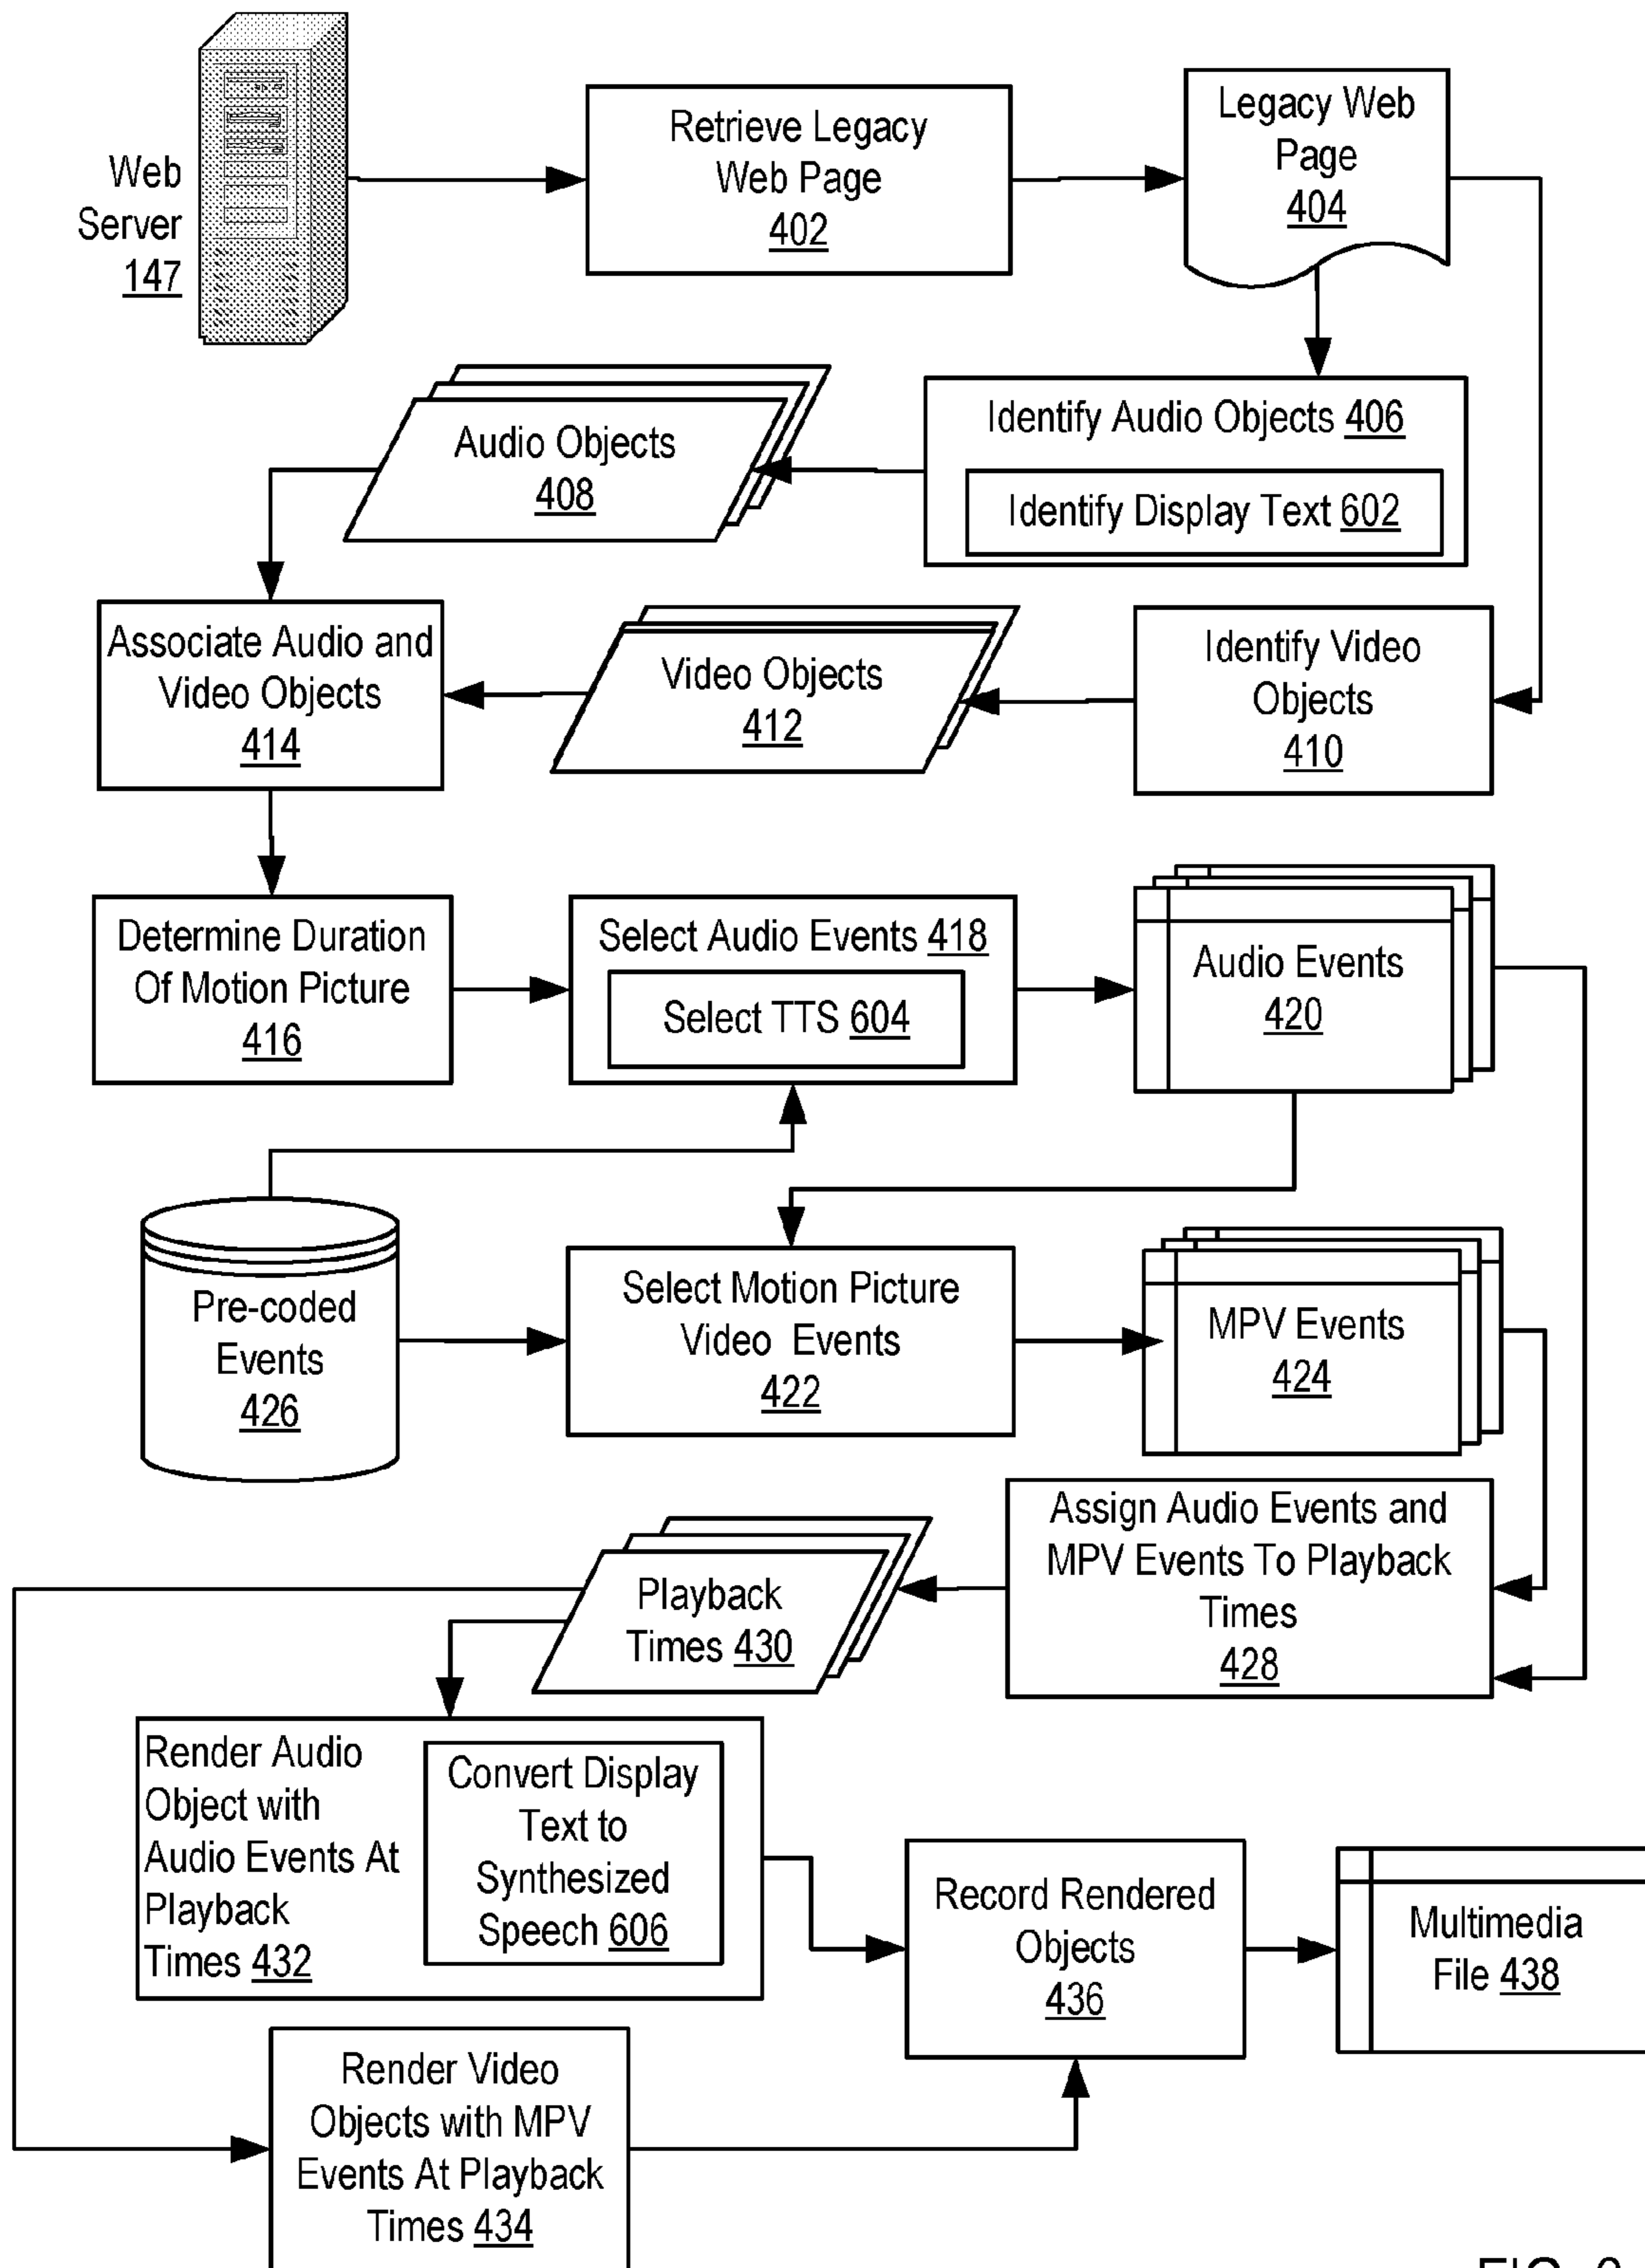 Web
Server
147
Retrieve Legacy
Web Page
402
Legacy Web
Page
404
Identify Audio Objects 406
Identify Display Text 602
Audio Objects
408
Associate Audio and
Video Objects
414
Video Objects
412
Identify Video
Objects
410
Determine Duration
Of Motion Picture
416
Select Audio Events 418
Select TTS 604
Audio Events
420
Pre-coded
Events
426
Select Motion Picture
Video Events
422
MPV Events
424
Assign Audio Events and
MPV Events To Playback
Times
428
Playback
Times 430
Render Audio
Object with
Audio Events At
Playback
Times 432
Convert Display
Text to
Synthesized
Speech 606
Record Rendered
Objects
436
Multimedia
File 438
Render Video
Objects with MPV
Events At Playback
Times 434
FIG.